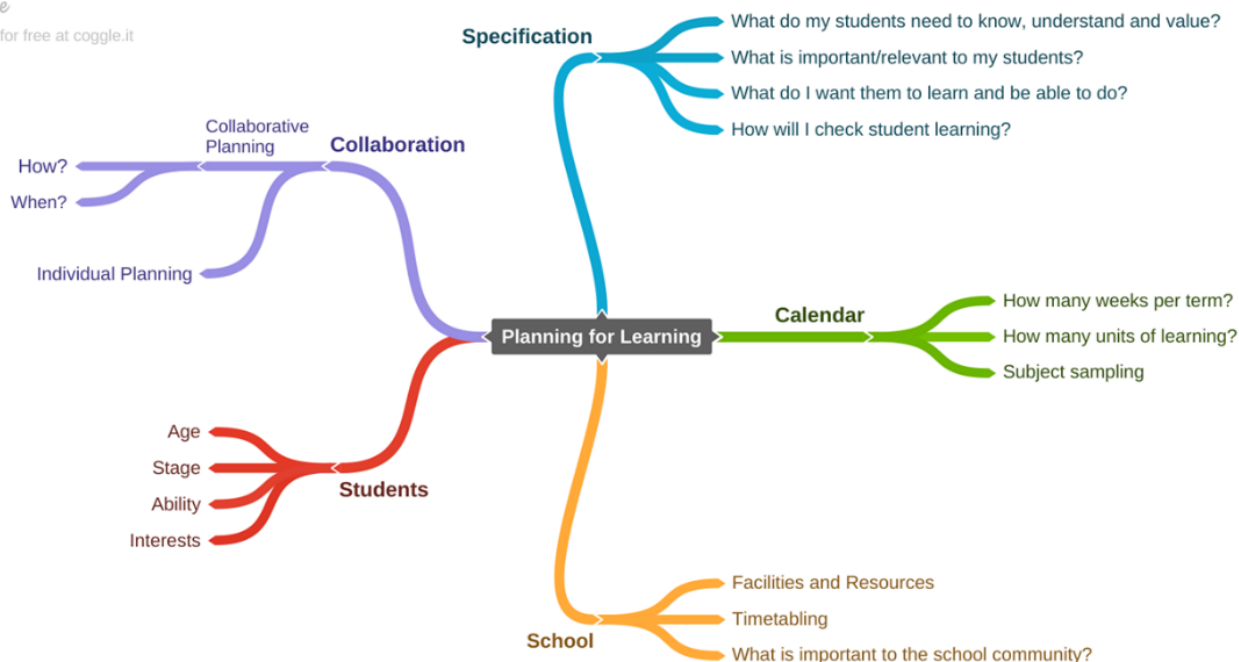 for free at coggle.it
Specification
What do my students need to know, understand and value?
What is important/relevant to my students?
What do I want them to learn and be able to do?
How will I check student learning?
Collaboration
Collaborative
Planning
How?
When?
Individual Planning
Planning for Learning
Calendar
How many weeks per term?
How many units of learning?
Subject sampling
Students
Age
Stage
Ability
Interests
School
Facilities and Resources
Timetabling
What is important to the school community?